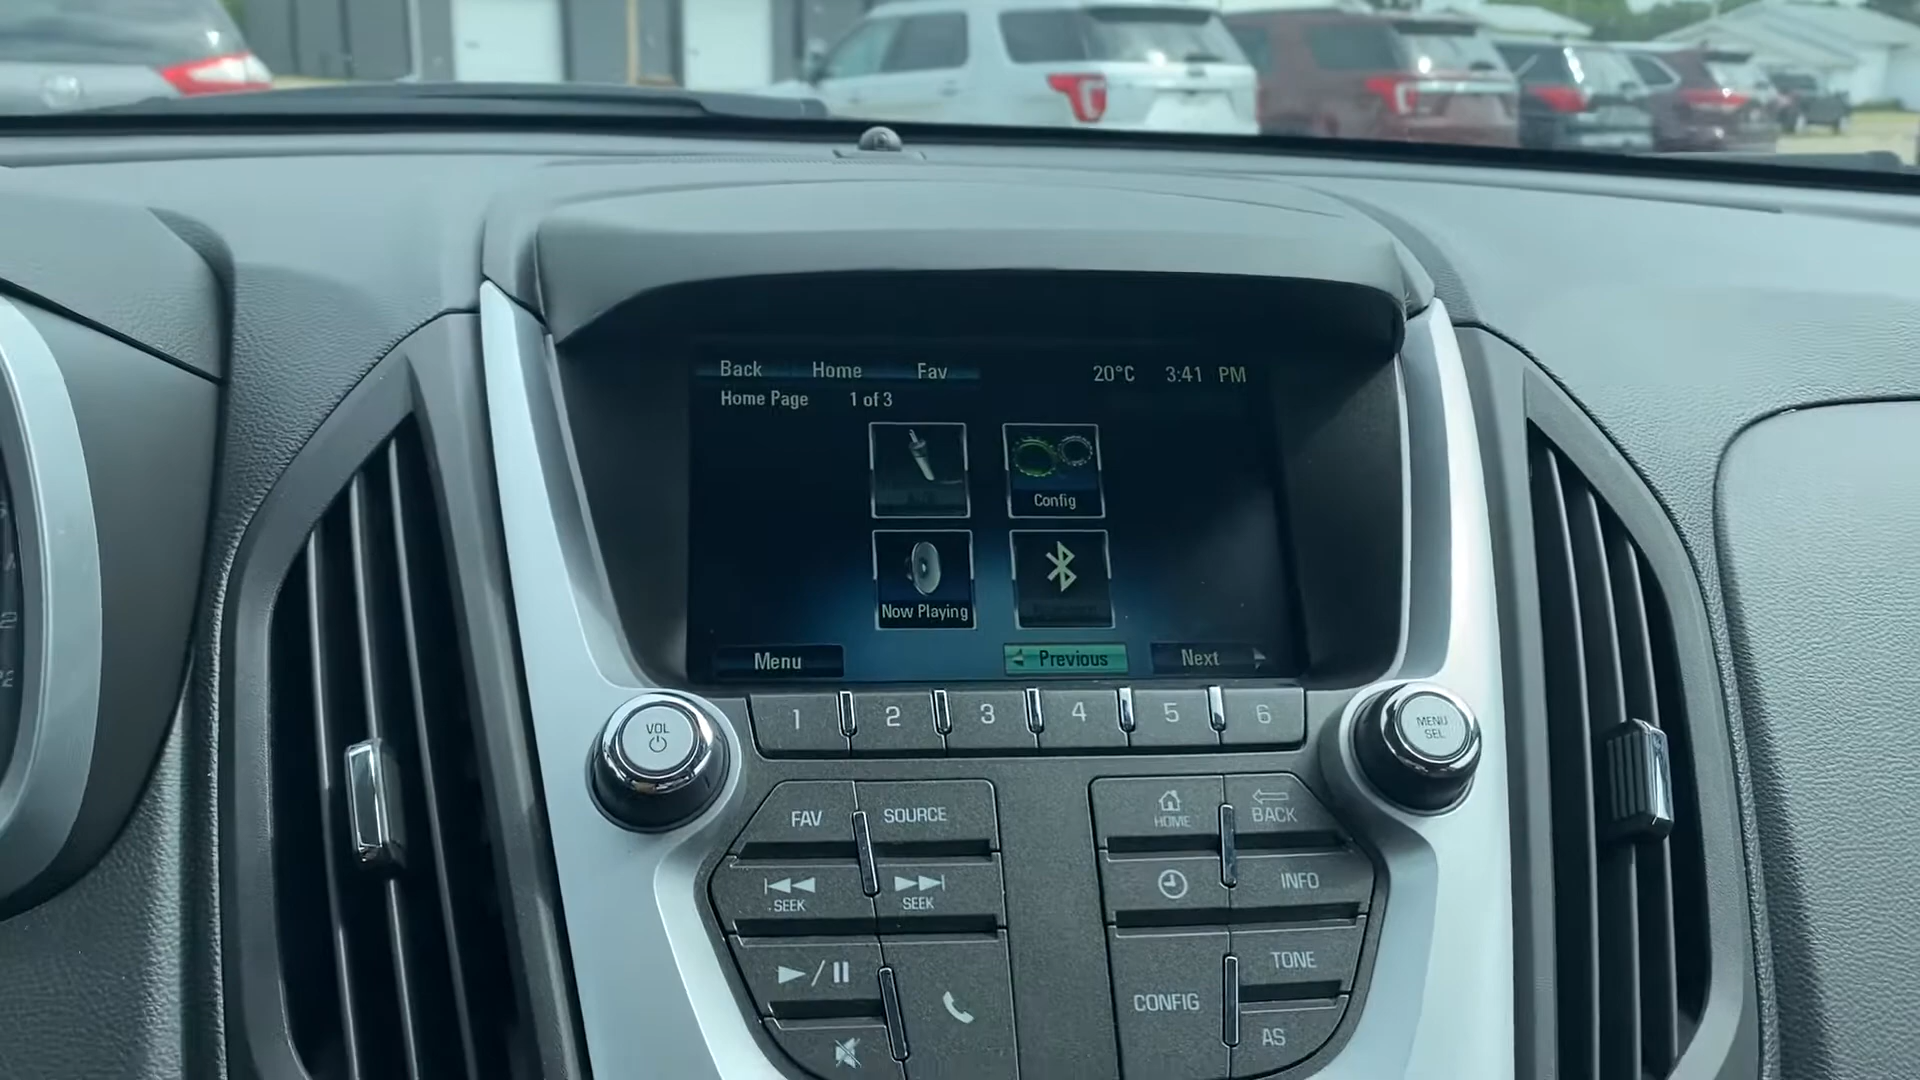 Back Home Fav 20°C 3:41 PM
Home Page 1 of 3
Config
Now Playing
Menu Previous Next
1 2 3 4 5 6
VOL
MENU
SEL
FAV SOURCE
HOME BACK
SEEK SEEK
INFO
TONE
CONFIG
AS